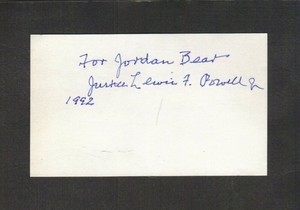 For Jordan Bear
Justice Lewis F. Powell Jr
1992